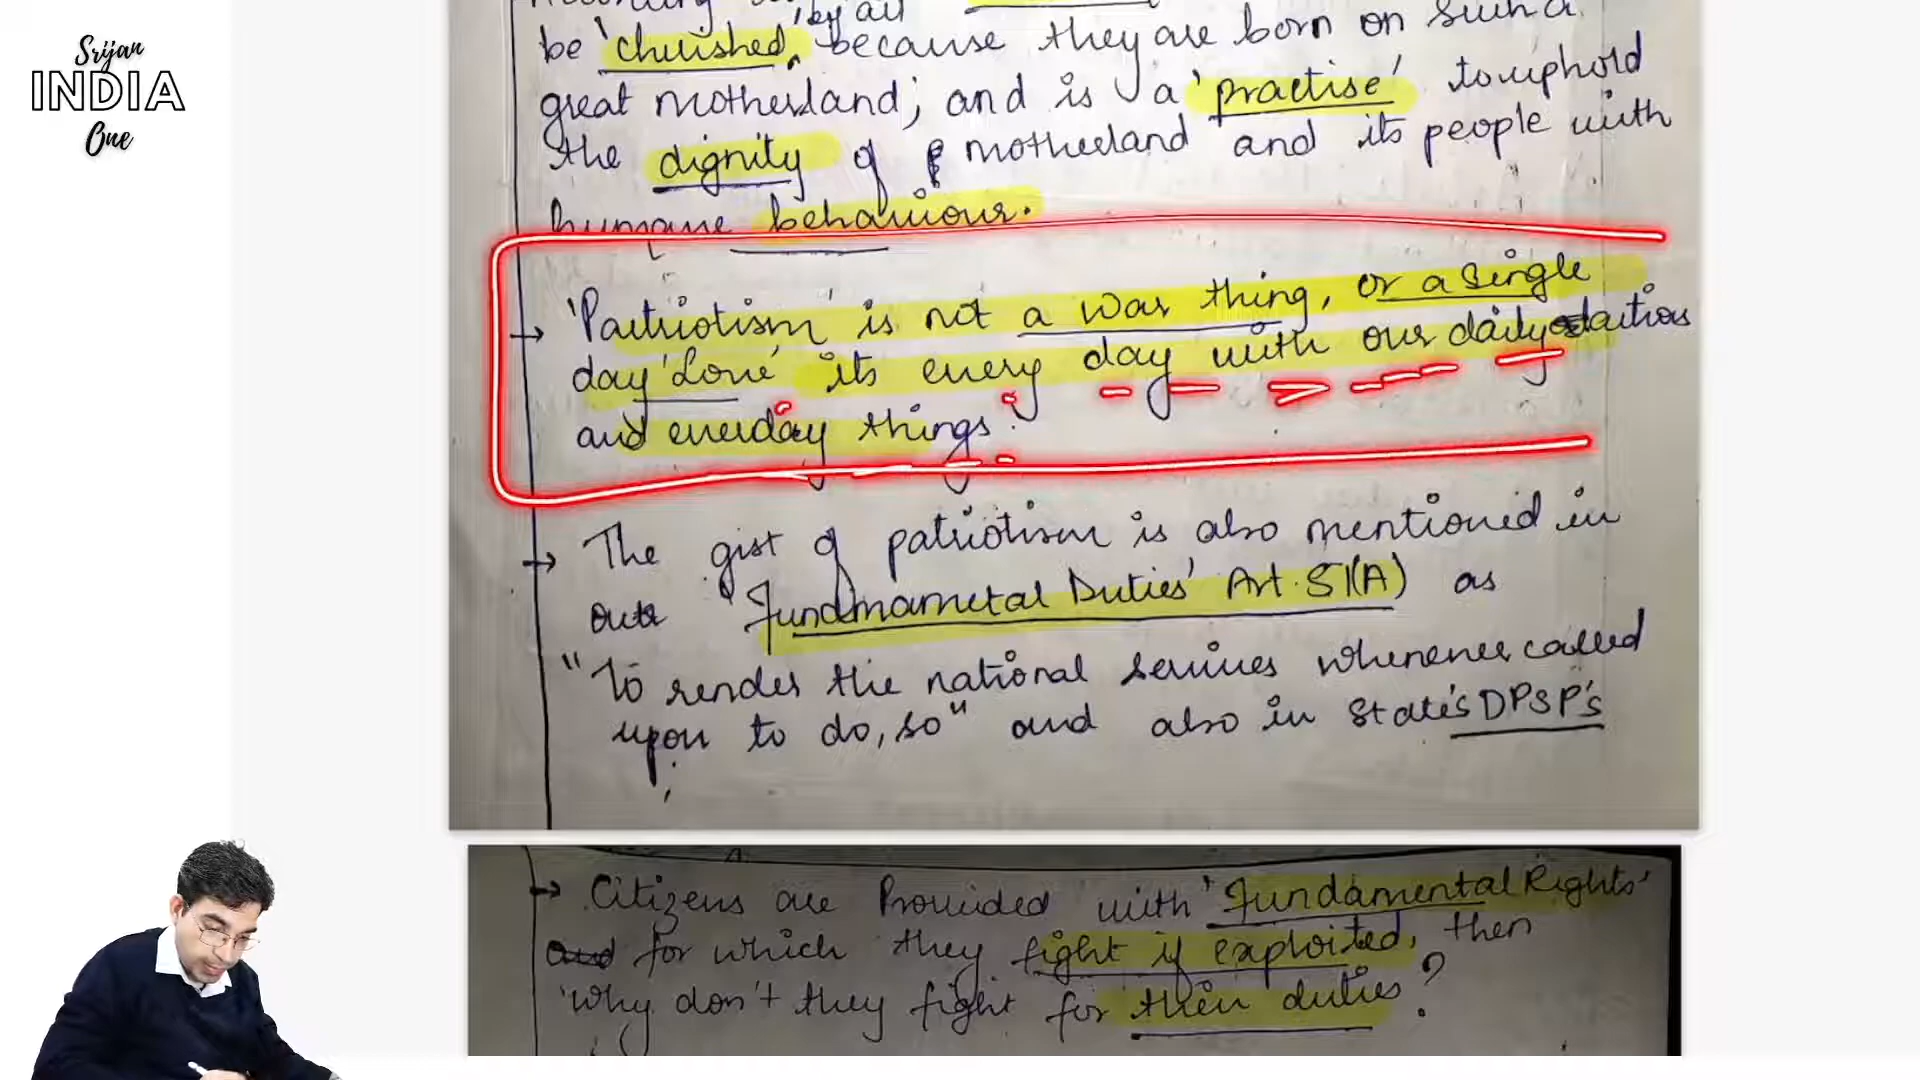 Srijan
INDIA
One
by all
be 'cherished' because they are born on such a
great motherland; and is a 'practise' to uphold
the dignity of motherland and its people with
humane behaviour.
→ 'Patriotism' is not a war thing, or a single
day 'Love' its every day with our daily actions
and everday things.
→ The gist of patriotism is also mentioned in
our 'Fundmametal Duties' Art. 51(A) as
"To render the national services whenever called
upon to do, so" and also in State's DPSP's
→ Citizens are Provided with 'Fundamental Rights'
and for which they fight if exploited, then
'why don't they fight for their duties?